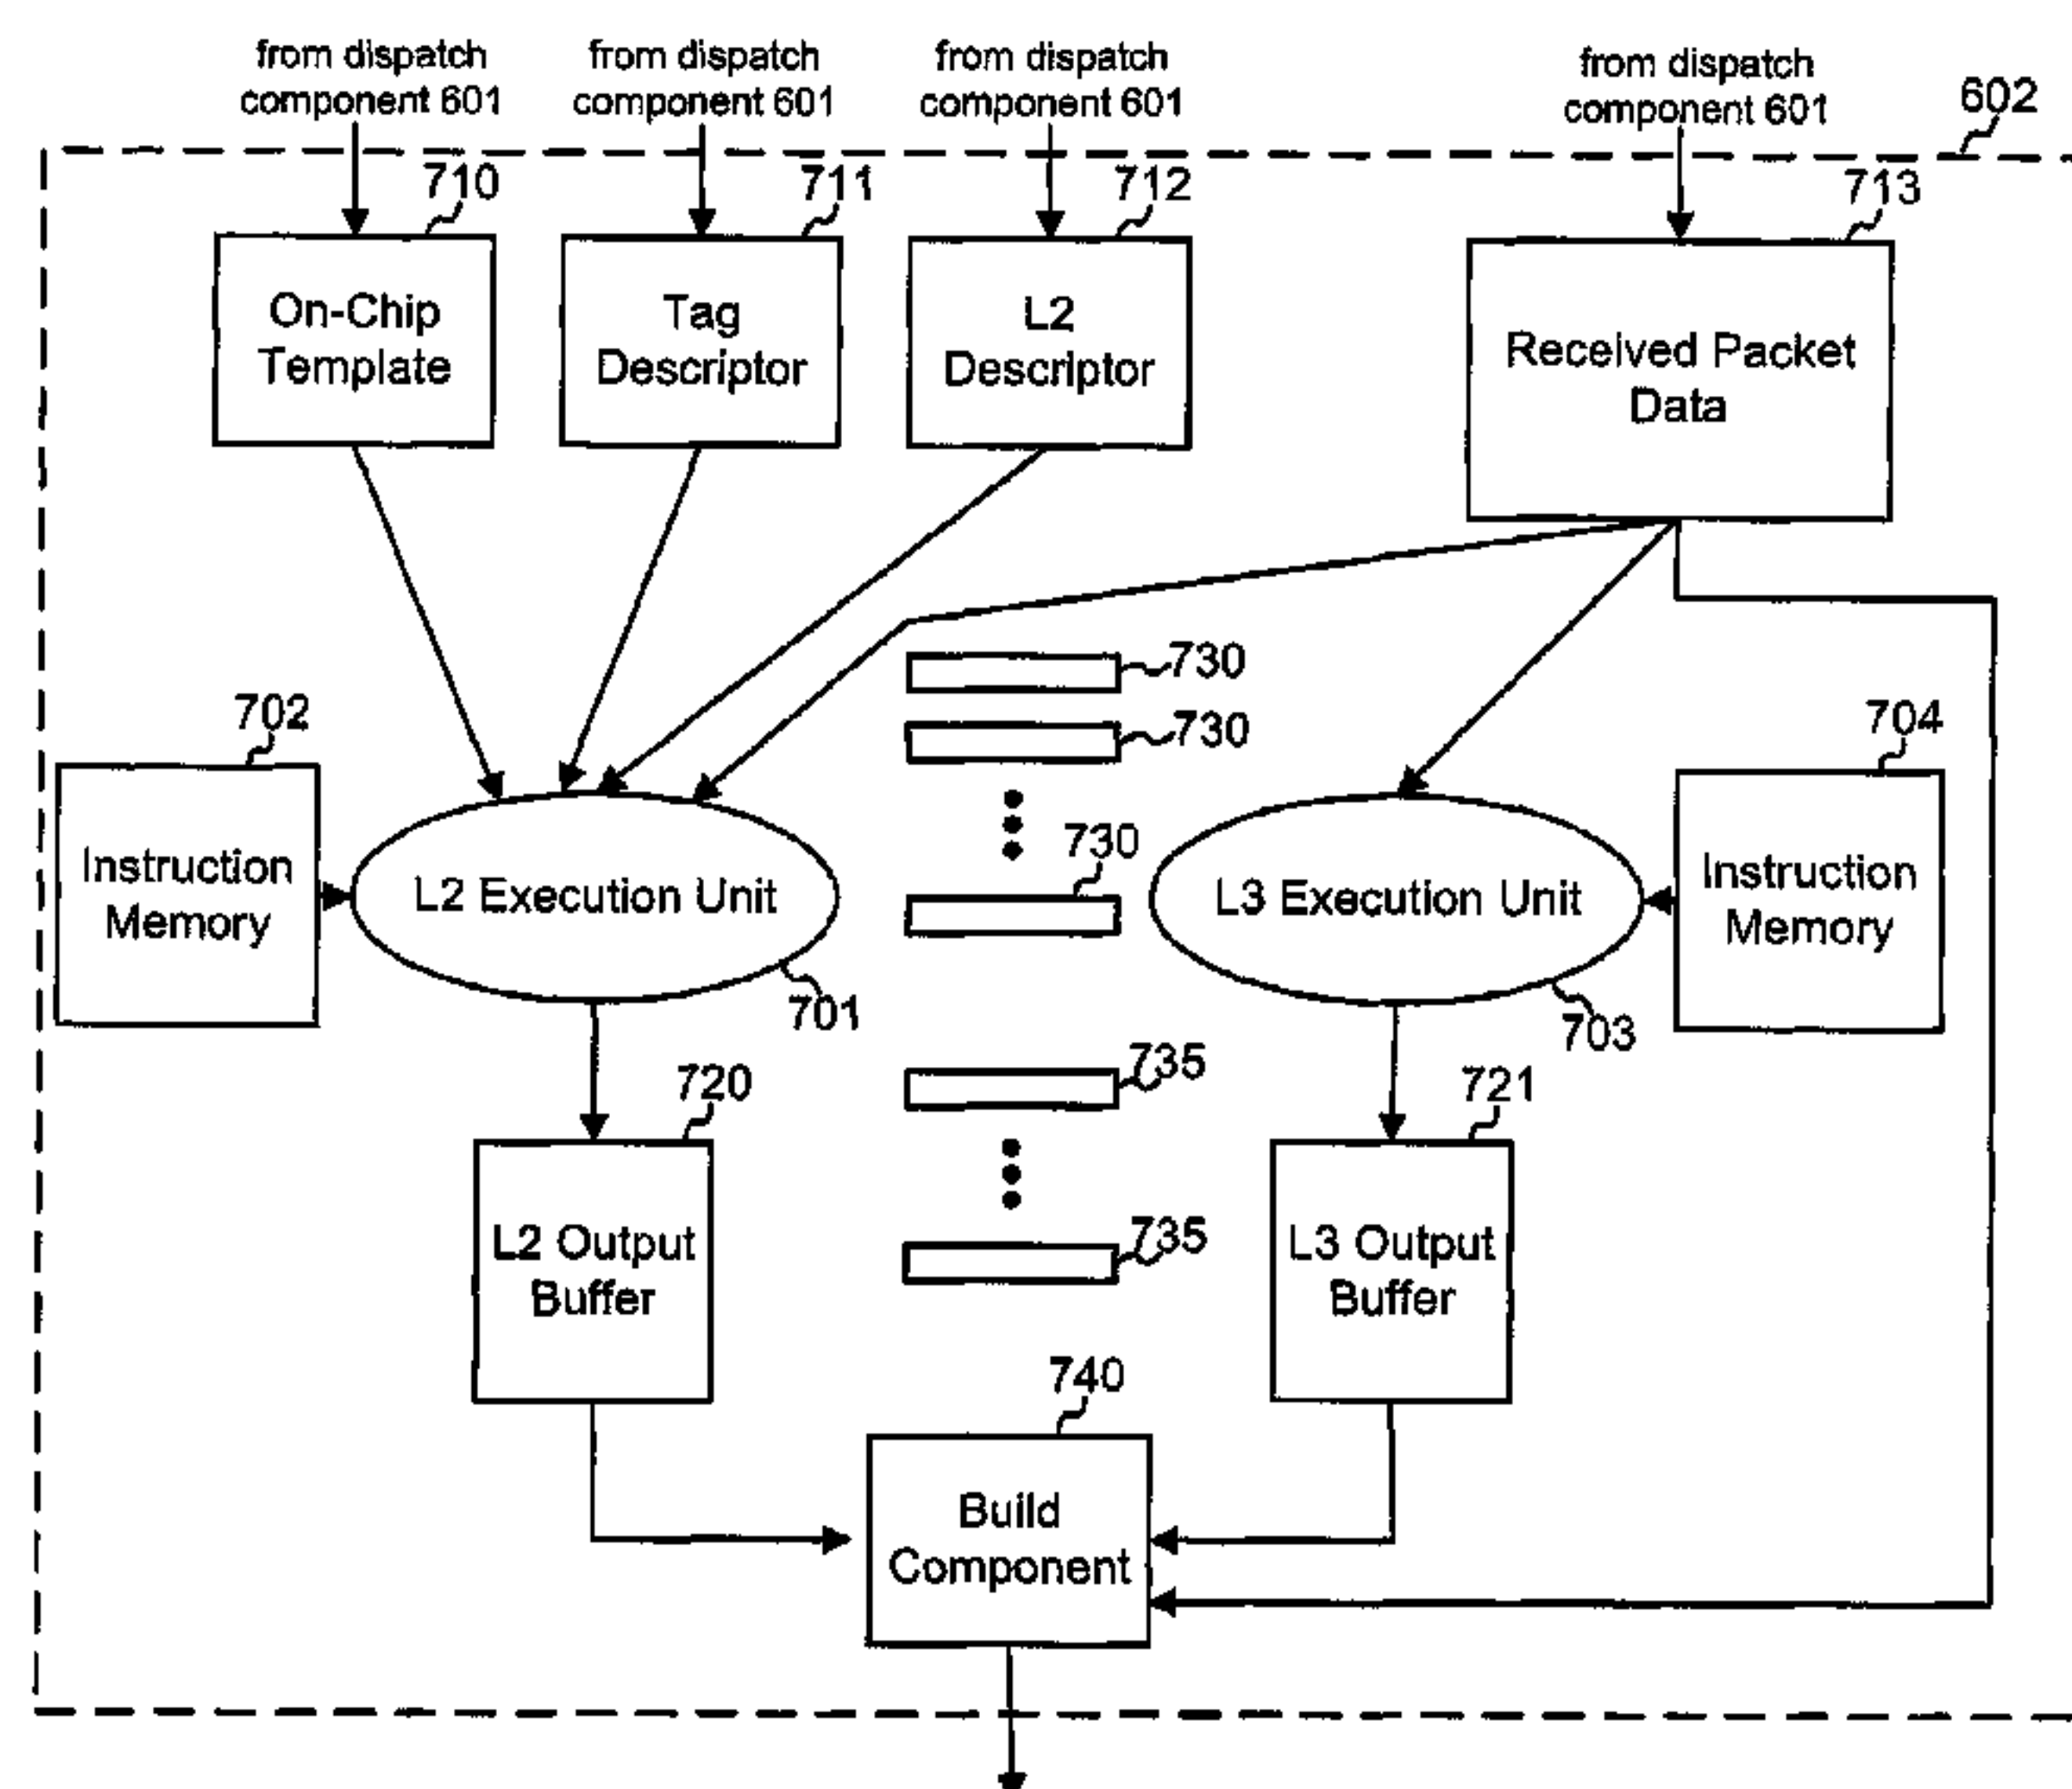 from dispatch
component 601
from dispatch
component 601
from dispatch
component 601
from dispatch
component 601
602
710
711
712
713
On-Chip
Template
Tag
Descriptor
L2
Descriptor
Received Packet
Data
730
730
702
704
730
Instruction
Memory
L2 Execution Unit
L3 Execution Unit
Instruction
Memory
701
703
735
720
721
L2 Output
Buffer
735
L3 Output
Buffer
740
Build
Component